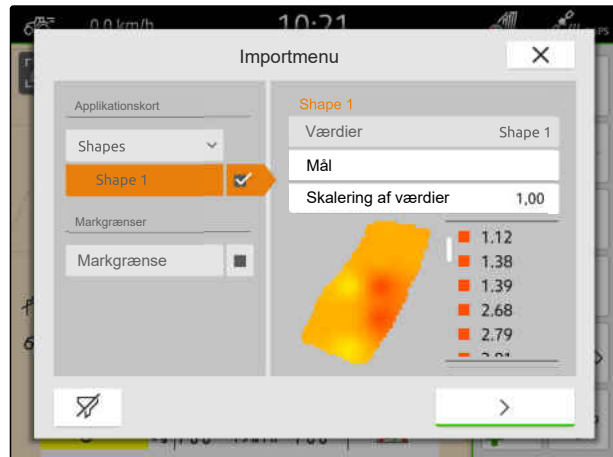 0.0 km/h
10:21
Importmenu
Applikationskort
Shapes
Shape 1
Markgrænser
Markgrænse
Shape 1
Værdier Shape 1
Mål
Skalering af værdier 1,00
1.12
1.38
1.39
2.68
2.79